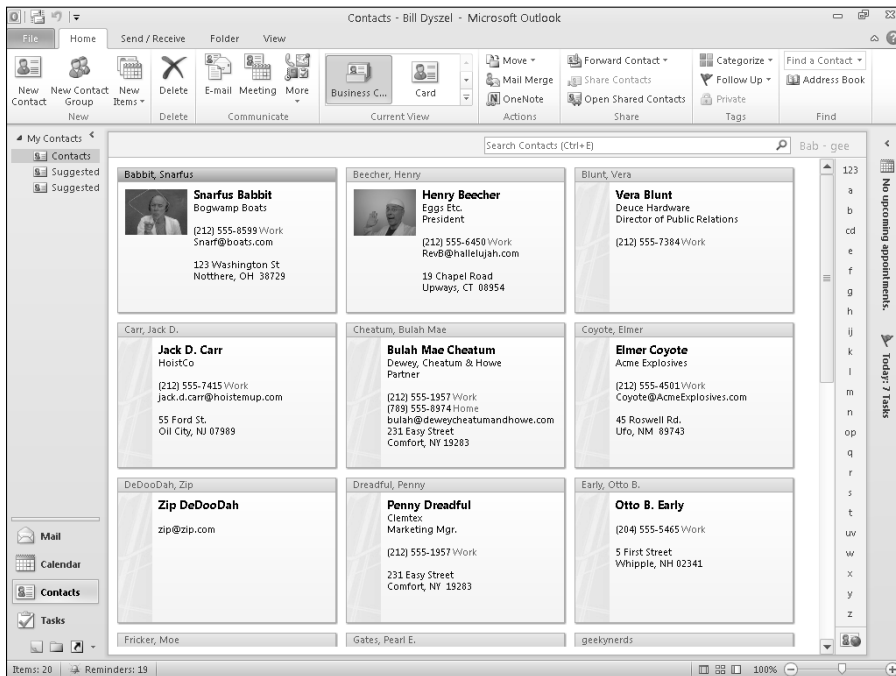 Contacts - Bill Dyszel - Microsoft Outlook
File Home Send / Receive Folder View
New Contact
New Contact Group
New Items
New
Delete
Delete
E-mail
Meeting
More
Communicate
Business C...
Card
Current View
Move
Mail Merge
OneNote
Actions
Forward Contact
Share Contacts
Open Shared Contacts
Share
Categorize
Follow Up
Private
Tags
Find a Contact
Address Book
Find
My Contacts
Contacts
Suggested
Suggested
Search Contacts (Ctrl+E)
Bab - gee
Babbit, Snarfus
Snarfus Babbit
Bogwamp Boats
(212) 555-8599 Work
Snarf@boats.com
123 Washington St
Notthere, OH 38729
Beecher, Henry
Henry Beecher
Eggs Etc.
President
(212) 555-6450 Work
RevB@hallelujah.com
19 Chapel Road
Upways, CT 08954
Blunt, Vera
Vera Blunt
Deuce Hardware
Director of Public Relations
(212) 555-7384 Work
Carr, Jack D.
Jack D. Carr
HoistCo
(212) 555-7415 Work
jack.d.carr@hoistemup.com
55 Ford St.
Oil City, NJ 07989
Cheatum, Bulah Mae
Bulah Mae Cheatum
Dewey, Cheatum & Howe
Partner
(212) 555-1957 Work
(789) 555-8974 Home
bulah@deweycheatumandhowe.com
231 Easy Street
Comfort, NY 19283
Coyote, Elmer
Elmer Coyote
Acme Explosives
(212) 555-4501 Work
Coyote@AcmeExplosives.com
45 Roswell Rd.
Ufo, NM 89743
DeDooDah, Zip
Zip DeDooDah
zip@zip.com
Dreadful, Penny
Penny Dreadful
Clemtex
Marketing Mgr.
(212) 555-1957 Work
231 Easy Street
Comfort, NY 19283
Early, Otto B.
Otto B. Early
(204) 555-5465 Work
5 First Street
Whipple, NH 02341
Fricker, Moe
Gates, Pearl E.
geekynerds
123
a
b
cd
e
f
g
h
ij
k
l
m
n
op
q
r
s
t
uv
w
x
y
z
No upcoming appointments.
Today: 7 Tasks
Mail
Calendar
Contacts
Tasks
Items: 20
Reminders: 19
100%